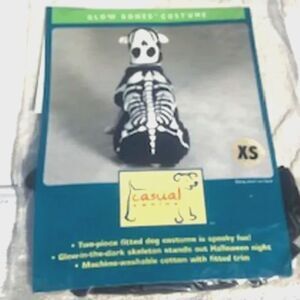 GLOW BONES™ COSTUME
XS
casual
canine
• Two-piece fitted dog costume is spooky fun!
• Glow-in-the-dark skeleton stands out Halloween night
• Machine-washable cotton with fitted trim